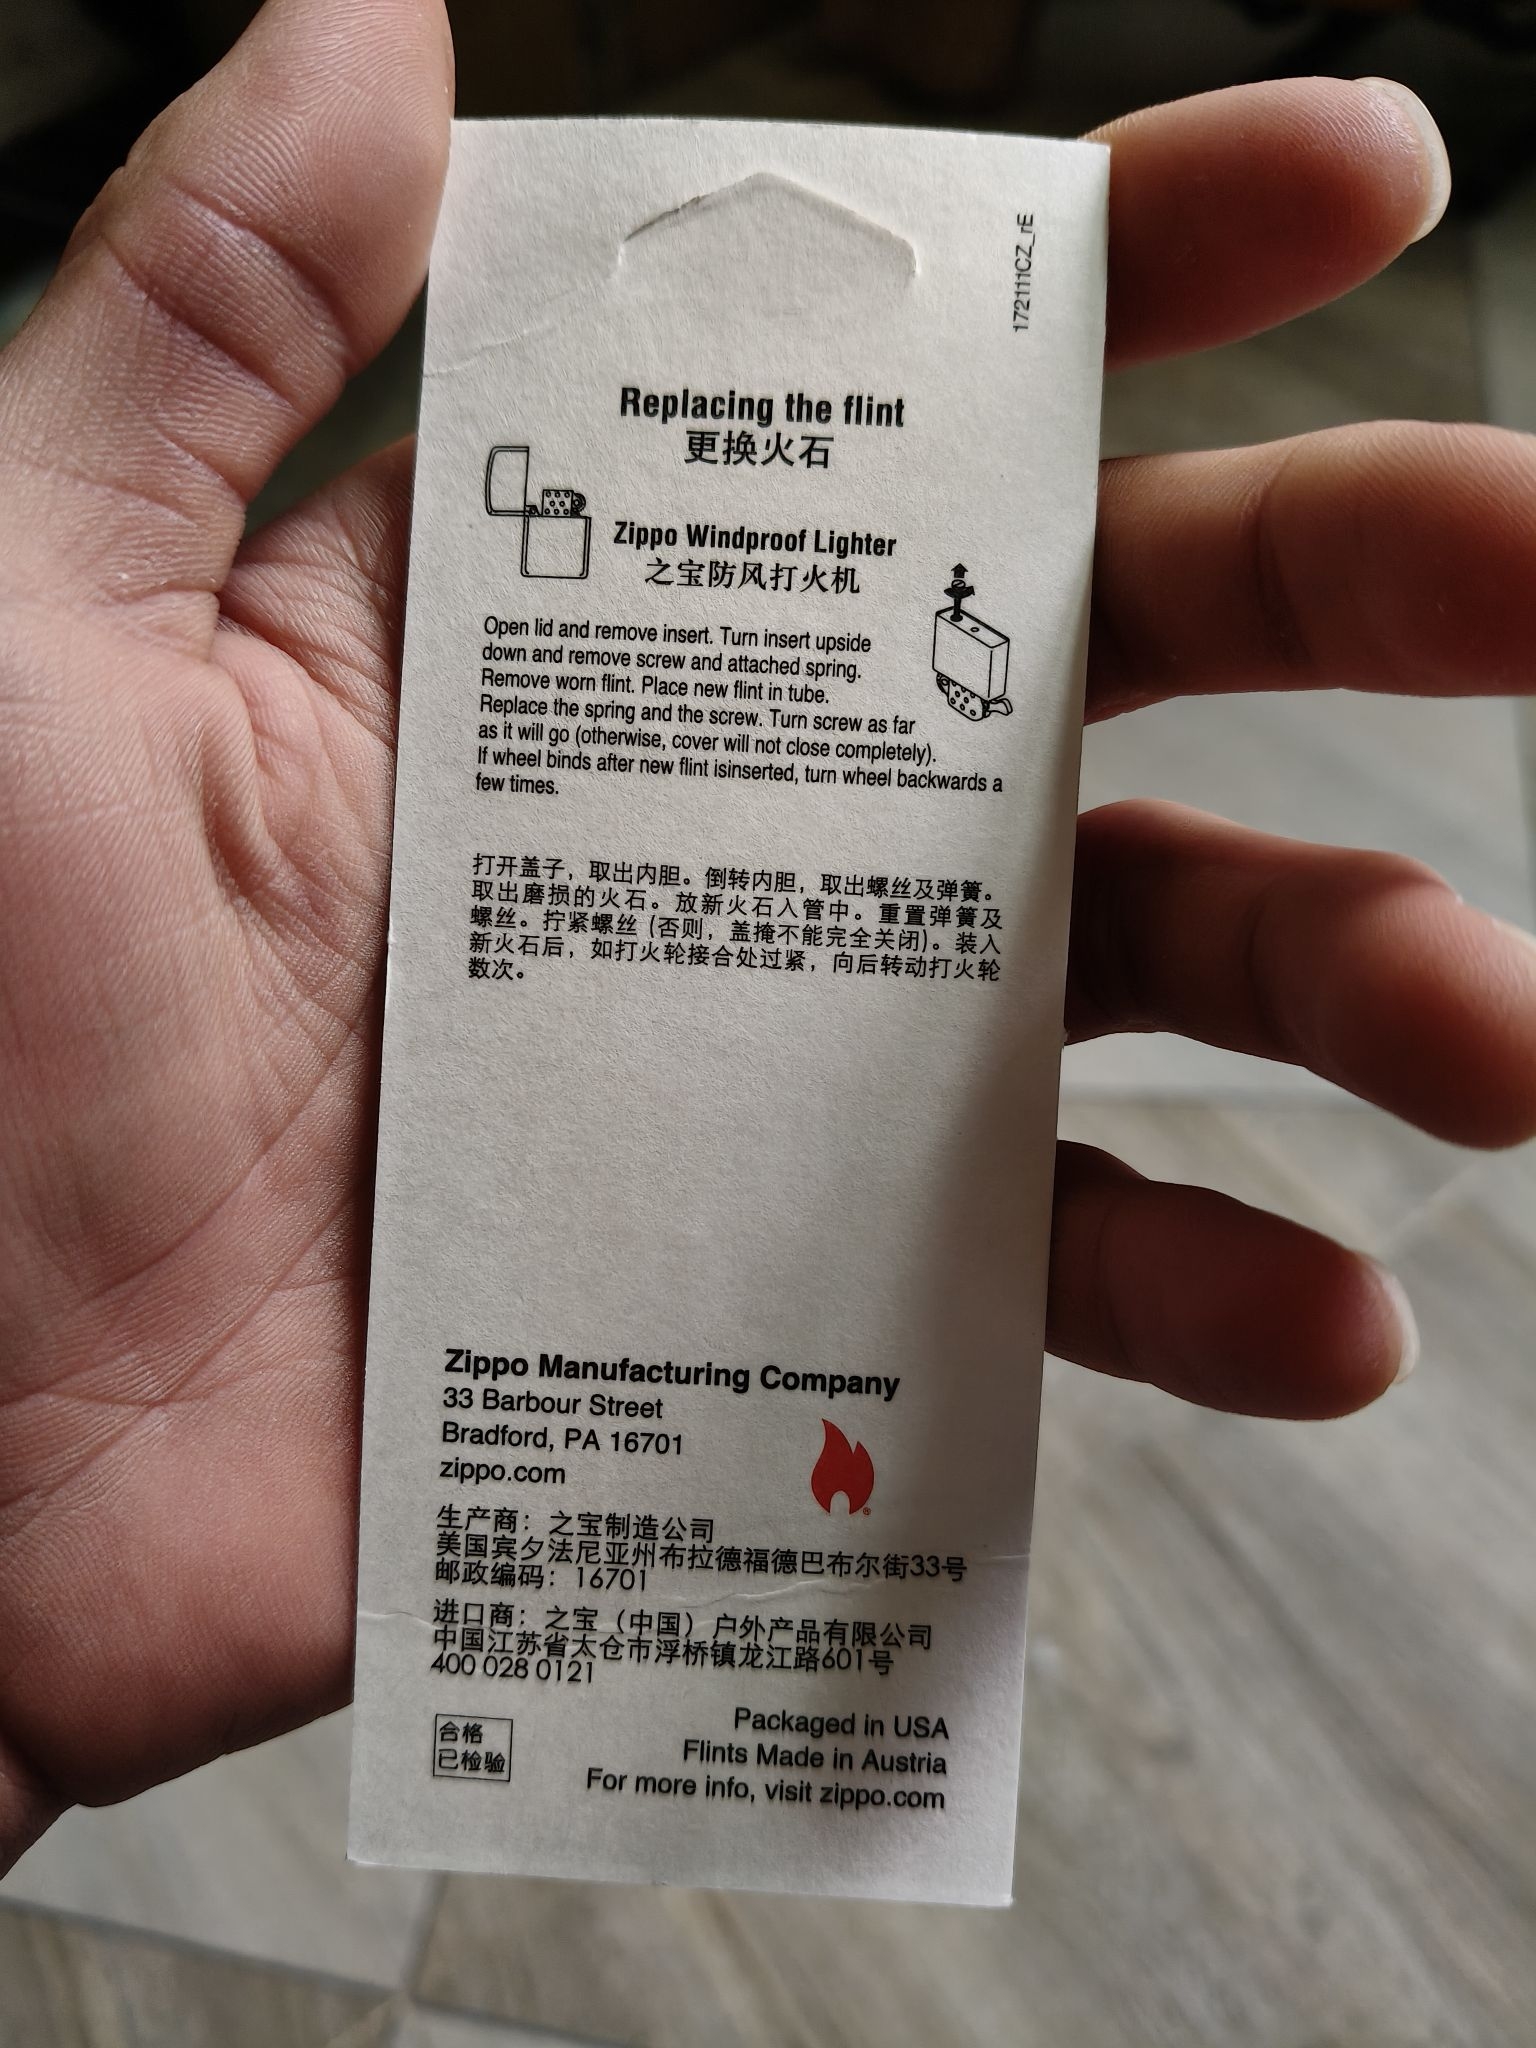 172111CZ_rE
Replacing the flint
更换火石
Zippo Windproof Lighter
之宝防风打火机
Open lid and remove insert. Turn insert upside
down and remove screw and attached spring.
Remove worn flint. Place new flint in tube.
Replace the spring and the screw. Turn screw as far
as it will go (otherwise, cover will not close completely).
If wheel binds after new flint isinserted, turn wheel backwards a
few times.
打开盖子，取出内胆。倒转内胆，取出螺丝及弹簧。
取出磨损的火石。放新火石入管中。重置弹簧及
螺丝。拧紧螺丝 (否则，盖掩不能完全关闭)。装入
新火石后，如打火轮接合处过紧，向后转动打火轮
数次。
Zippo Manufacturing Company
33 Barbour Street
Bradford, PA 16701
zippo.com
®
生产商：之宝制造公司
美国宾夕法尼亚州布拉德福德巴布尔街33号
邮政编码：16701
进口商：之宝（中国）户外产品有限公司
中国江苏省太仓市浮桥镇龙江路601号
400 028 0121
合格
已检验
Packaged in USA
Flints Made in Austria
For more info, visit zippo.com